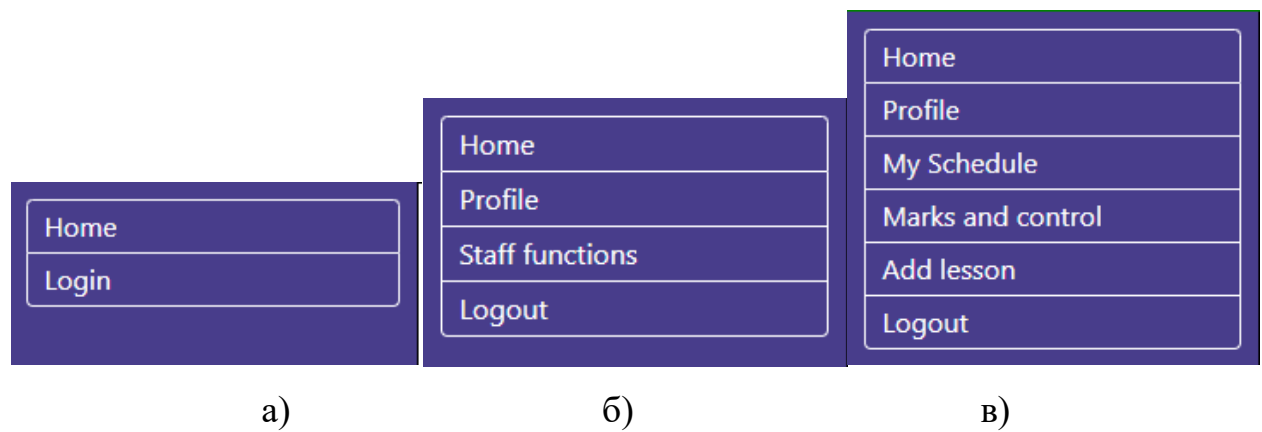 Home
Login
Home
Profile
Staff functions
Logout
Home
Profile
My Schedule
Marks and control
Add lesson
Logout
а)
б)
в)